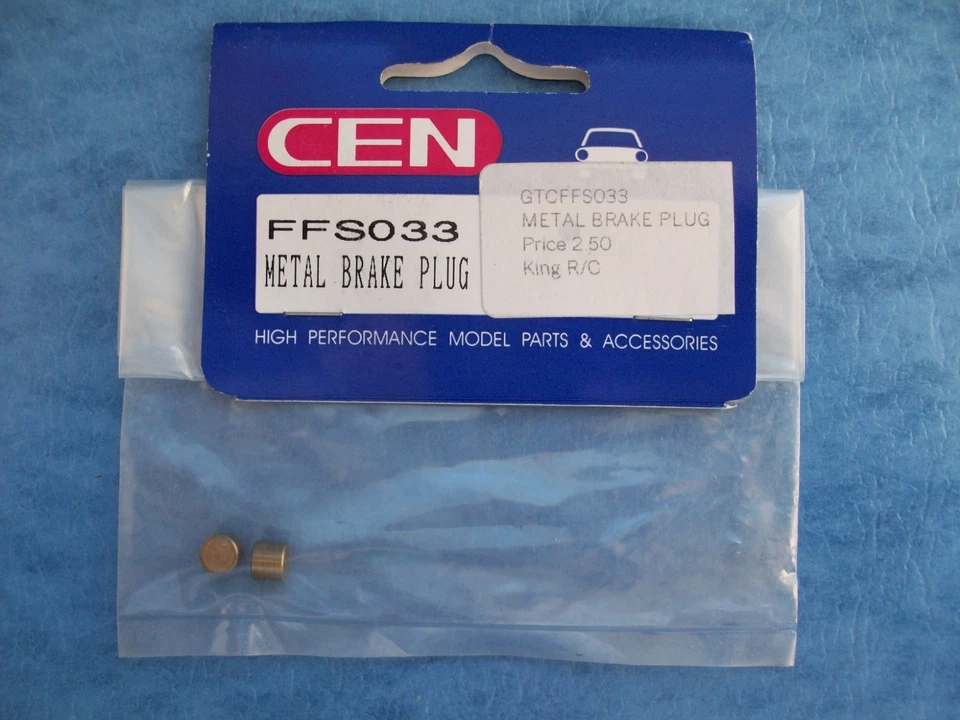 CEN
FFS033
METAL BRAKE PLUG
GTCFFS033
METAL BRAKE PLUG
Price 2.50
King R/C
HIGH PERFORMANCE MODEL PARTS & ACCESSORIES